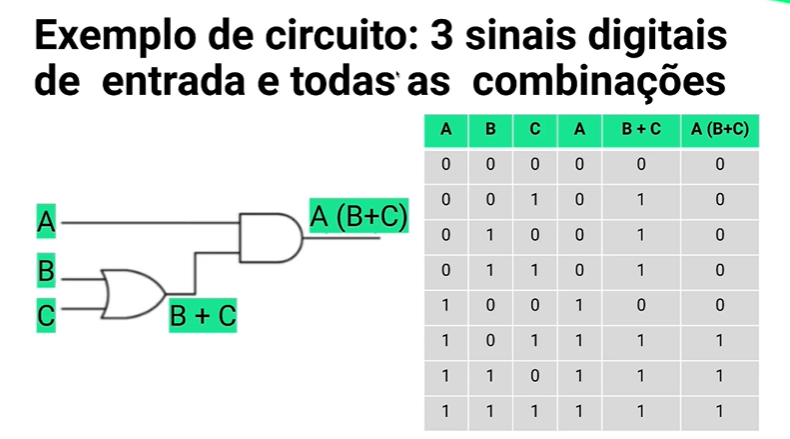 Exemplo de circuito: 3 sinais digitais
de entrada e todas as combinações
A
B
C
B + C
A (B+C)
A B C A B + C A (B+C)
0 0 0 0 0 0
0 0 1 0 1 0
0 1 0 0 1 0
0 1 1 0 1 0
1 0 0 1 0 0
1 0 1 1 1 1
1 1 0 1 1 1
1 1 1 1 1 1